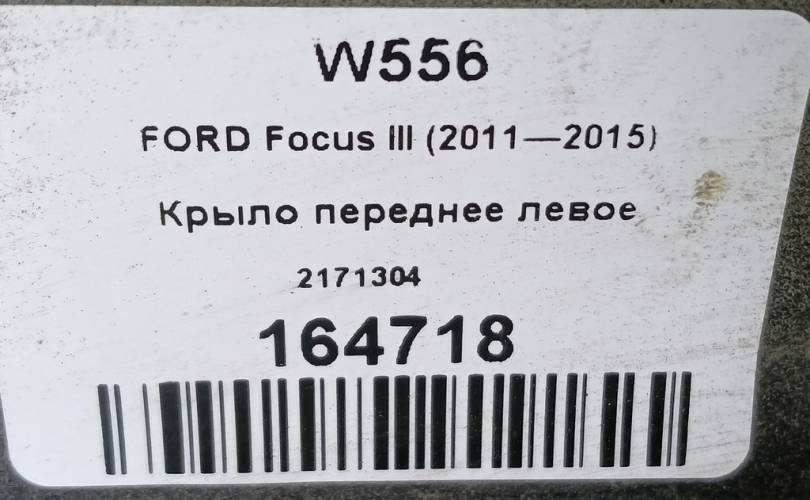 W556
FORD Focus III (2011—2015)
Крыло переднее левое
2171304
164718